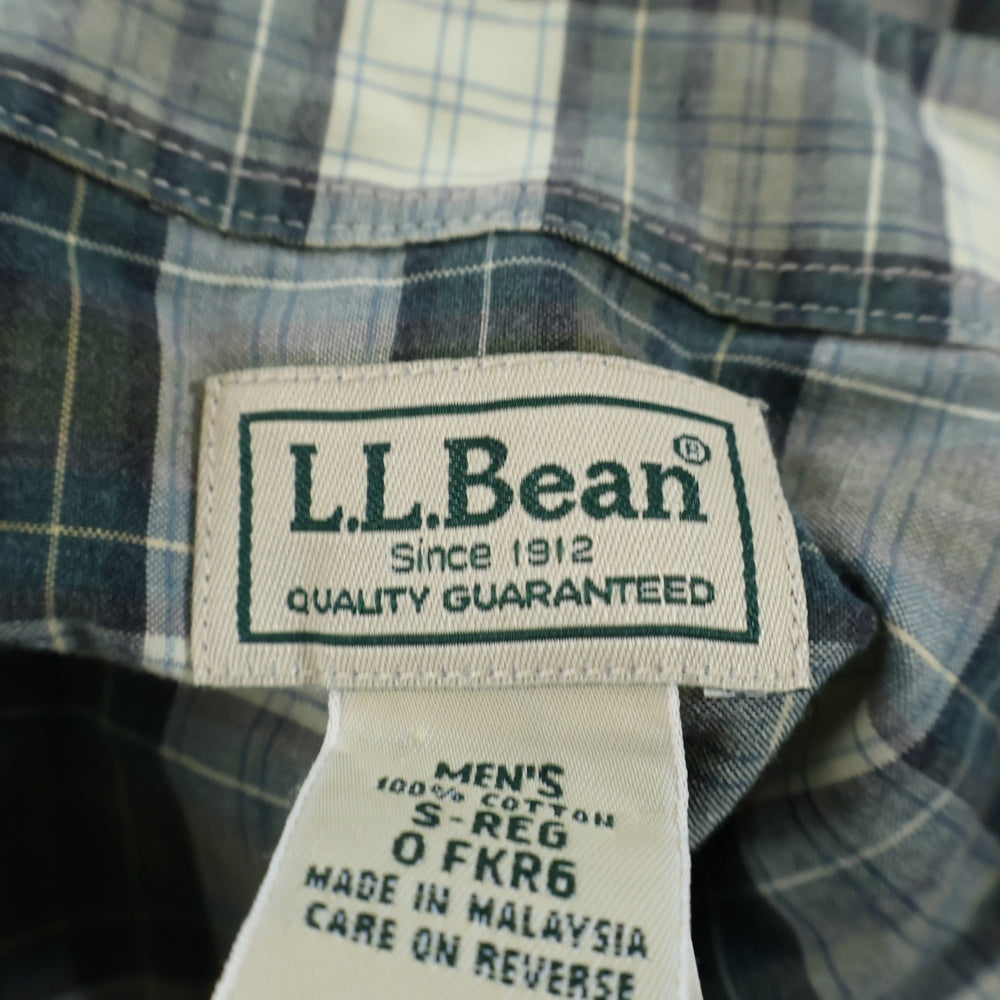 L.L.Bean®
Since 1912
QUALITY GUARANTEED
MEN'S
100% COTTON
S-REG
0 FKR6
MADE IN MALAYSIA
CARE ON REVERSE